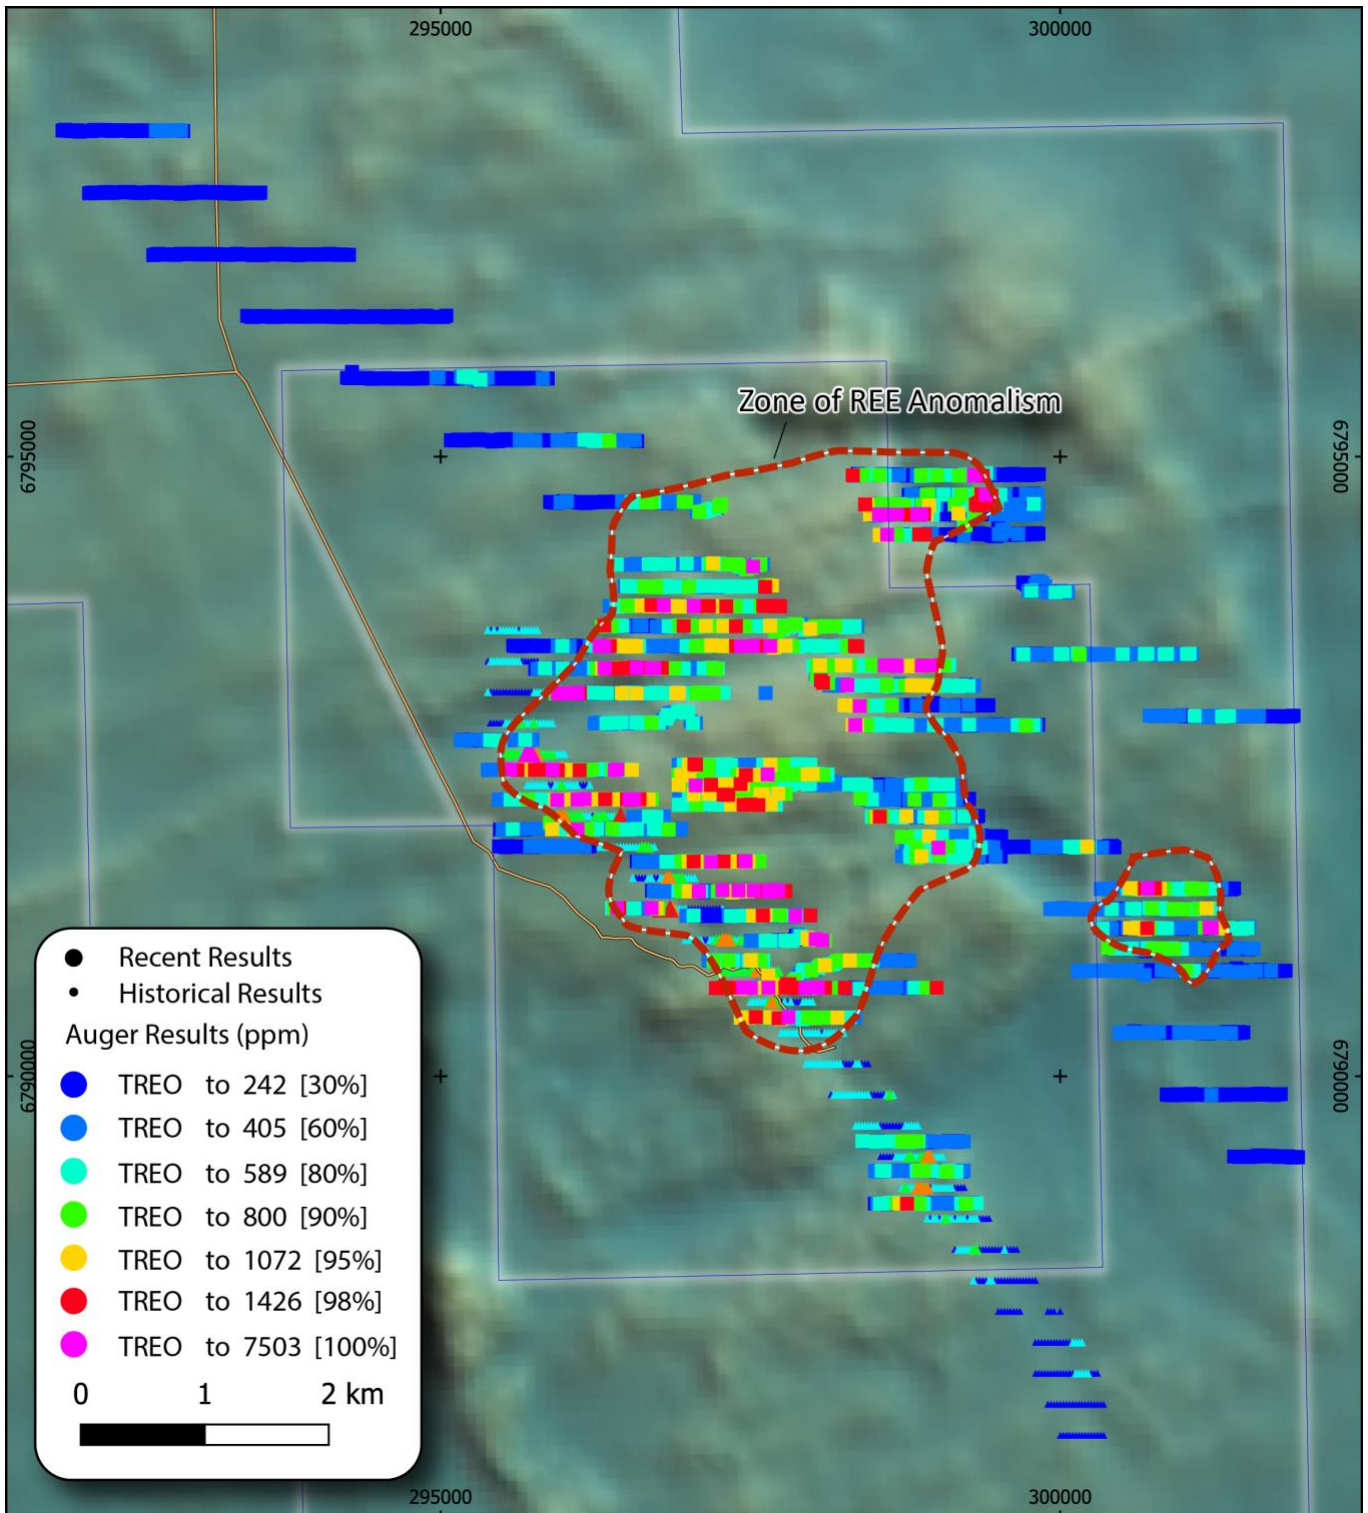 295000
300000
Zone of REE Anomalism
6795000
6795000
6790000
6790000
Recent Results
Historical Results
Auger Results (ppm)
TREO to 242 [30%]
TREO to 405 [60%]
TREO to 589 [80%]
TREO to 800 [90%]
TREO to 1072 [95%]
TREO to 1426 [98%]
TREO to 7503 [100%]
0 1 2 km
295000
300000